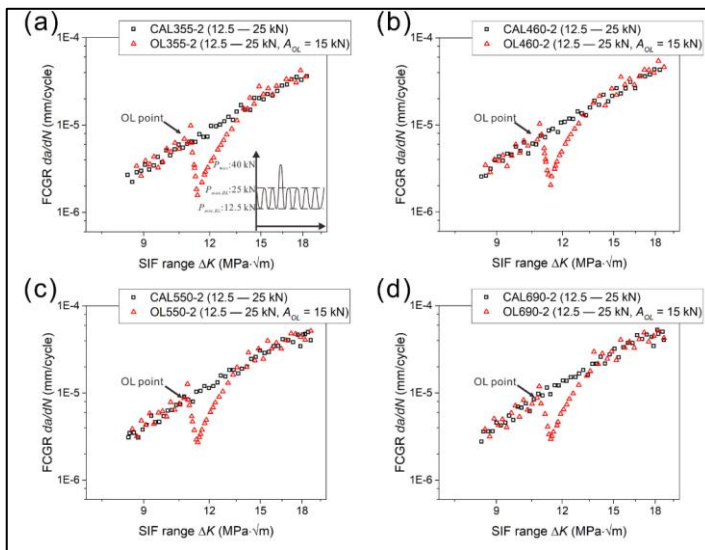 (a)
CAL355-2 (12.5 — 25 kN)
OL355-2 (12.5 — 25 kN, A_OL = 15 kN)
1E-4
1E-5
1E-6
FCGR da/dN (mm/cycle)
OL point
:40 kN
:25 kN
:12.5 kN
9 12 15 18
SIF range ΔK (MPa·√m)
(b)
CAL460-2 (12.5 — 25 kN)
OL460-2 (12.5 — 25 kN, A_OL = 15 kN)
1E-4
1E-5
1E-6
FCGR da/dN (mm/cycle)
OL point
9 12 15 18
SIF range ΔK (MPa·√m)
(c)
CAL550-2 (12.5 — 25 kN)
OL550-2 (12.5 — 25 kN, A_OL = 15 kN)
1E-4
1E-5
1E-6
FCGR da/dN (mm/cycle)
OL point
9 12 15 18
SIF range ΔK (MPa·√m)
(d)
CAL690-2 (12.5 — 25 kN)
OL690-2 (12.5 — 25 kN, A_OL = 15 kN)
1E-4
1E-5
1E-6
FCGR da/dN (mm/cycle)
OL point
9 12 15 18
SIF range ΔK (MPa·√m)